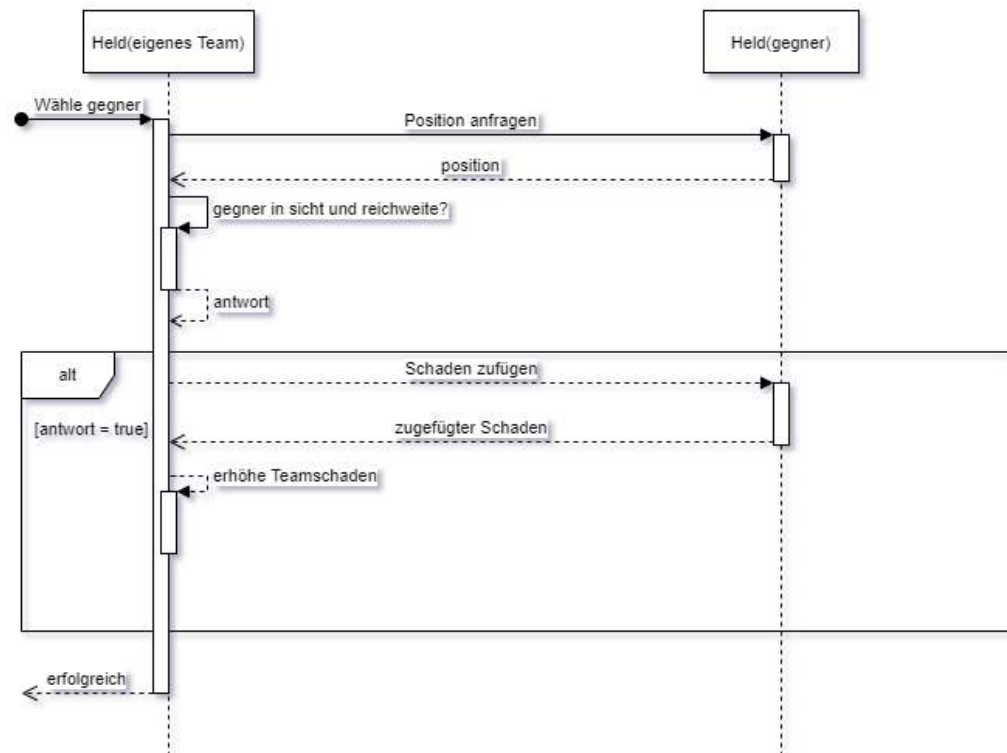 Held(eigenes Team)
Held(gegner)
Wähle gegner
Position anfragen
position
gegner in sicht und reichweite?
antwort
alt
Schaden zufügen
[antwort = true]
zugefügter Schaden
erhöhe Teamschaden
erfolgreich